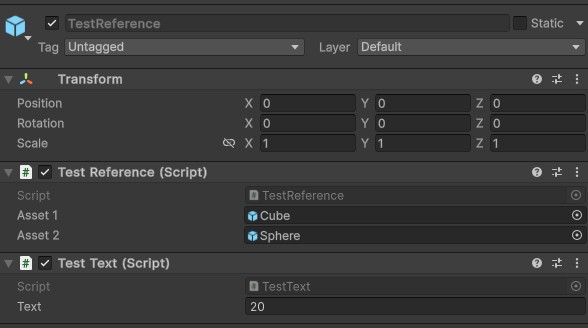 TestReference Static
Tag Untagged Layer Default
Transform
Position X 0 Y 0 Z 0
Rotation X 0 Y 0 Z 0
Scale X 1 Y 1 Z 1
# Test Reference (Script)
Script TestReference
Asset 1 Cube
Asset 2 Sphere
# Test Text (Script)
Script TestText
Text 20